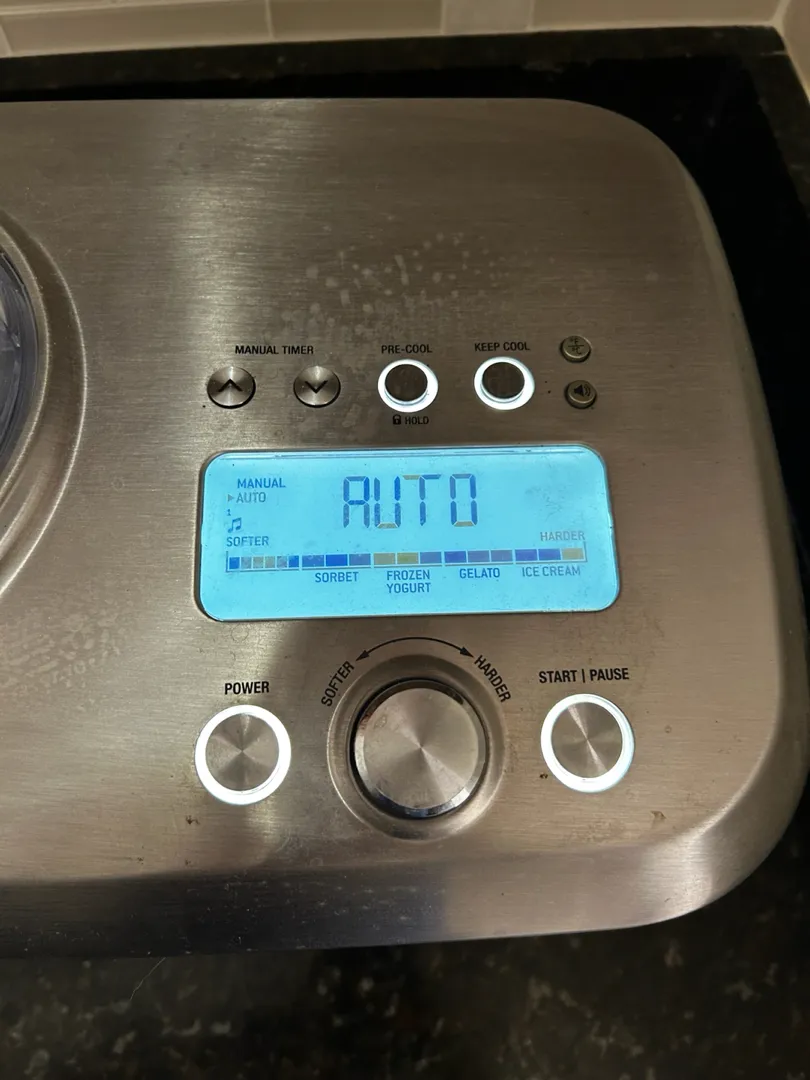 MANUAL TIMER
PRE-COOL
KEEP COOL
°F
°C
HOLD
MANUAL
AUTO
AUTO
1
SOFTER
HARDER
SORBET
FROZEN
YOGURT
GELATO
ICE CREAM
SOFTER
HARDER
POWER
START | PAUSE